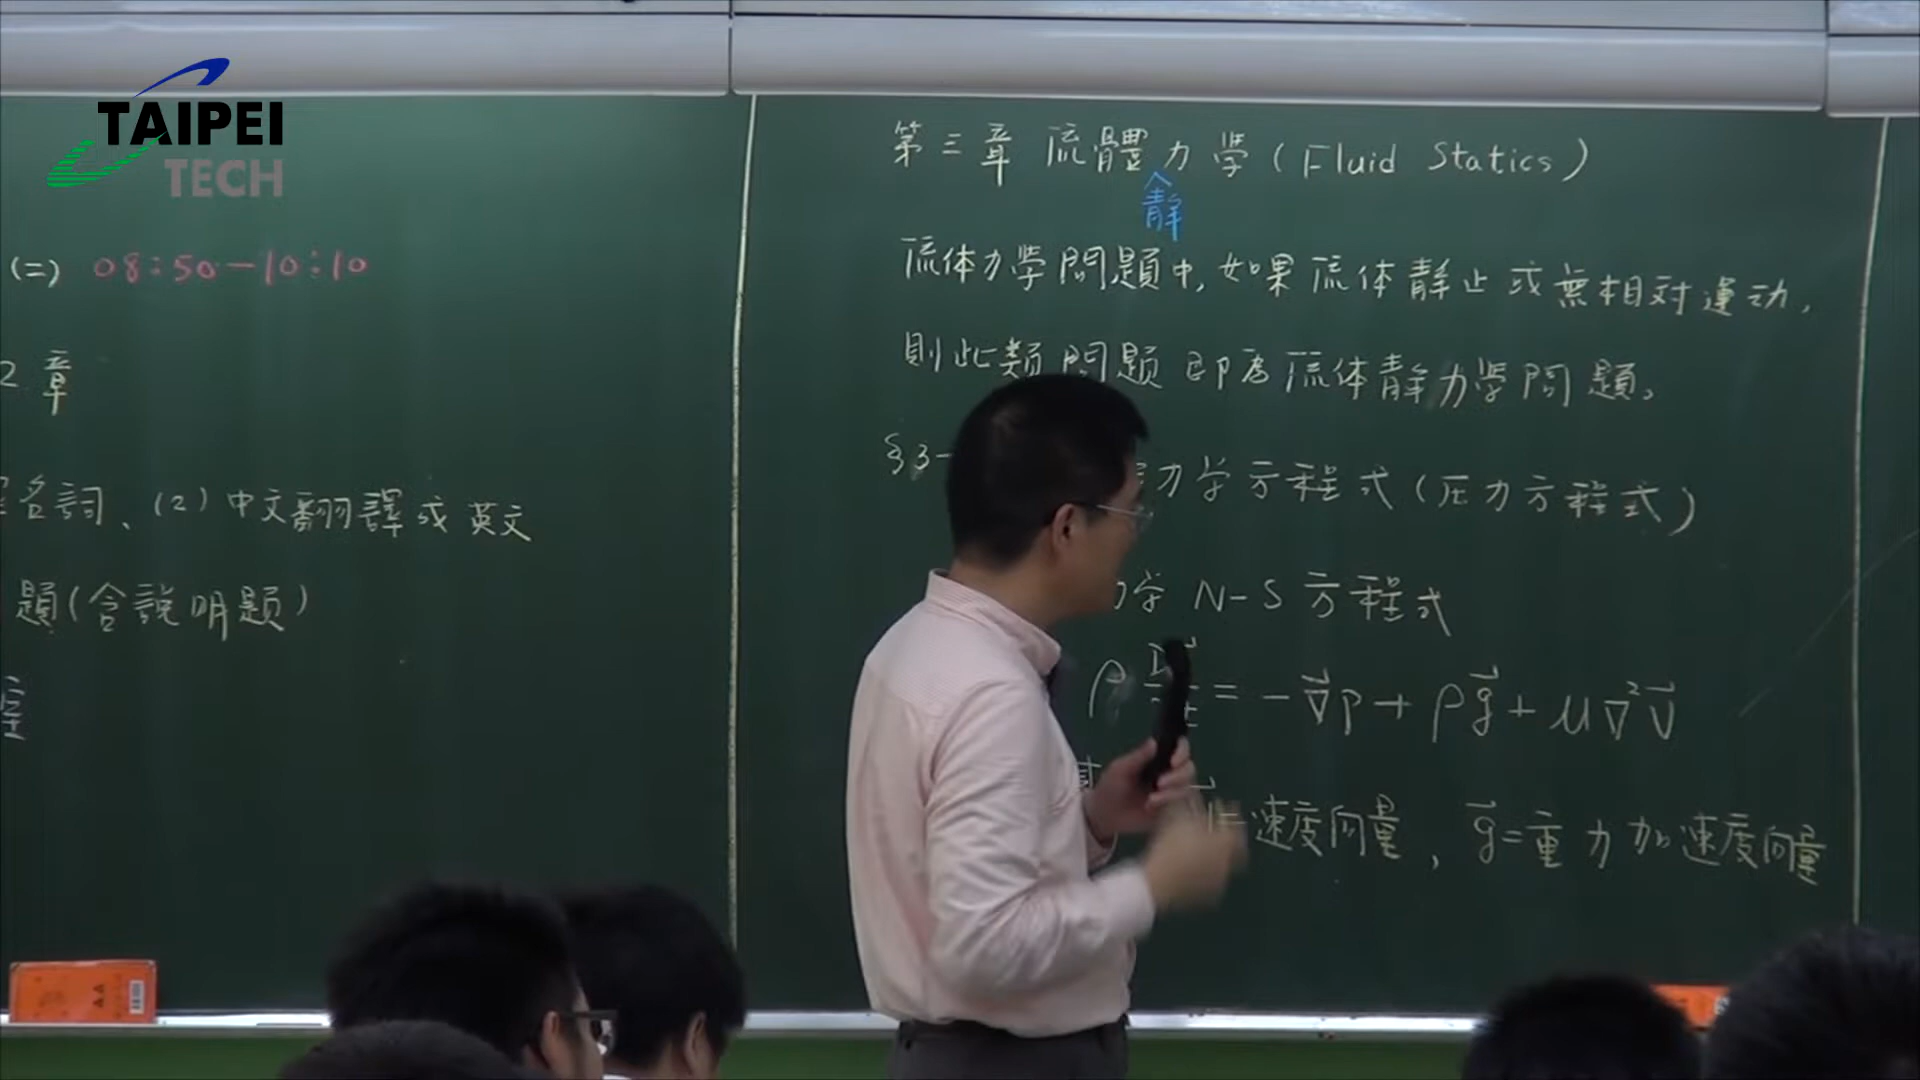 TAIPEI
TECH
(二) 08:50-10:10
2章
名詞、(2)中文翻譯成英文
題(含說明題)
第三章 流體力學(Fluid Statics)
靜
流体力學問題中,如果流体靜止或無相对運动,
則此類問題即為流体靜力學問題。
§3-
力学方程式(压力方程式)
力学 N-S 方程式
ρ = -∇⃗p + ρg⃗ + μ∇²V⃗
=速度向量, g⃗=重力加速度向量